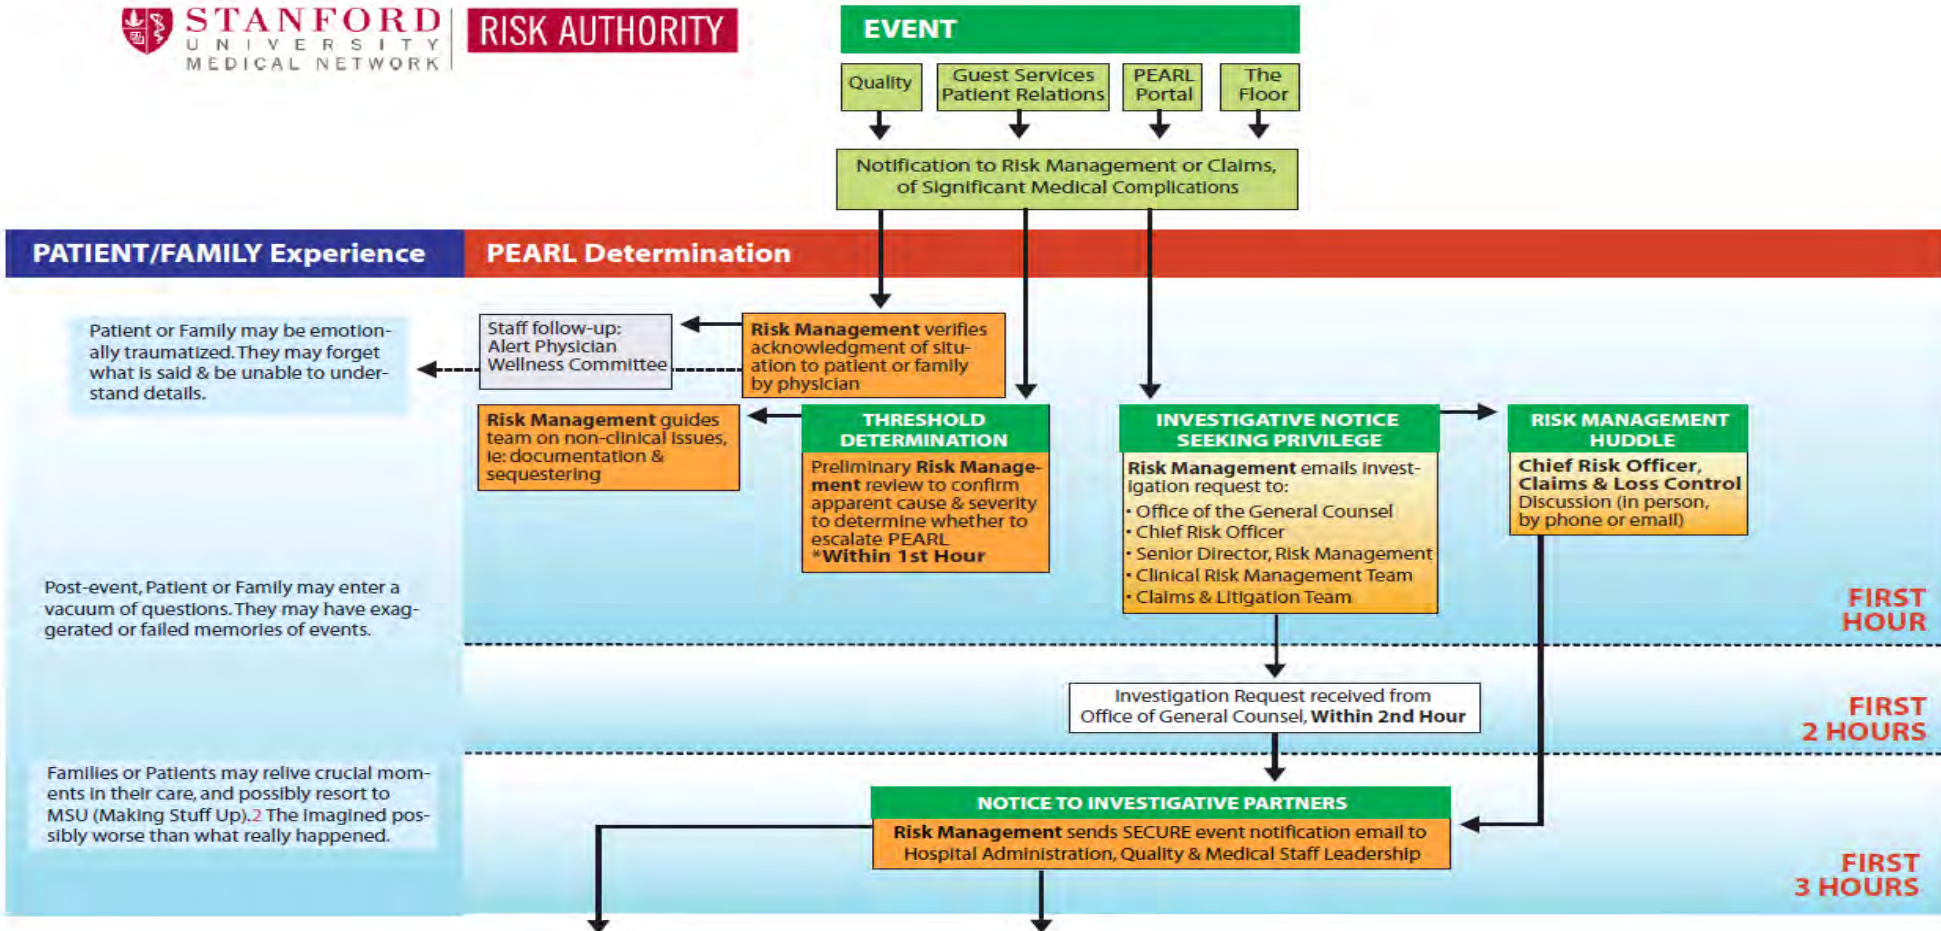 STANFORD
UNIVERSITY
MEDICAL NETWORK
RISK AUTHORITY
EVENT
Quality
Guest Services
Patient Relations
PEARL
Portal
The
Floor
Notification to Risk Management or Claims,
of Significant Medical Complications
PATIENT/FAMILY Experience
PEARL Determination
Patient or Family may be emotion-
ally traumatized. They may forget
what is said & be unable to under-
stand details.
Staff follow-up:
Alert Physician
Wellness Committee
Risk Management verifies
acknowledgment of situ-
ation to patient or family
by physician
Risk Management guides
team on non-clinical issues,
ie: documentation &
sequestering
THRESHOLD
DETERMINATION
Preliminary Risk Manage-
ment review to confirm
apparent cause & severity
to determine whether to
escalate PEARL
*Within 1st Hour
INVESTIGATIVE NOTICE
SEEKING PRIVILEGE
Risk Management emails invest-
igation request to:
• Office of the General Counsel
• Chief Risk Officer
• Senior Director, Risk Management
• Clinical Risk Management Team
• Claims & Litigation Team
RISK MANAGEMENT
HUDDLE
Chief Risk Officer,
Claims & Loss Control
Discussion (in person,
by phone or email)
Post-event, Patient or Family may enter a
vacuum of questions. They may have exag-
gerated or failed memories of events.
FIRST
HOUR
Investigation Request received from
Office of General Counsel, Within 2nd Hour
FIRST
2 HOURS
Families or Patients may relive crucial mom-
ents in their care, and possibly resort to
MSU (Making Stuff Up).2 The imagined pos-
sibly worse than what really happened.
NOTICE TO INVESTIGATIVE PARTNERS
Risk Management sends SECURE event notification email to
Hospital Administration, Quality & Medical Staff Leadership
FIRST
3 HOURS